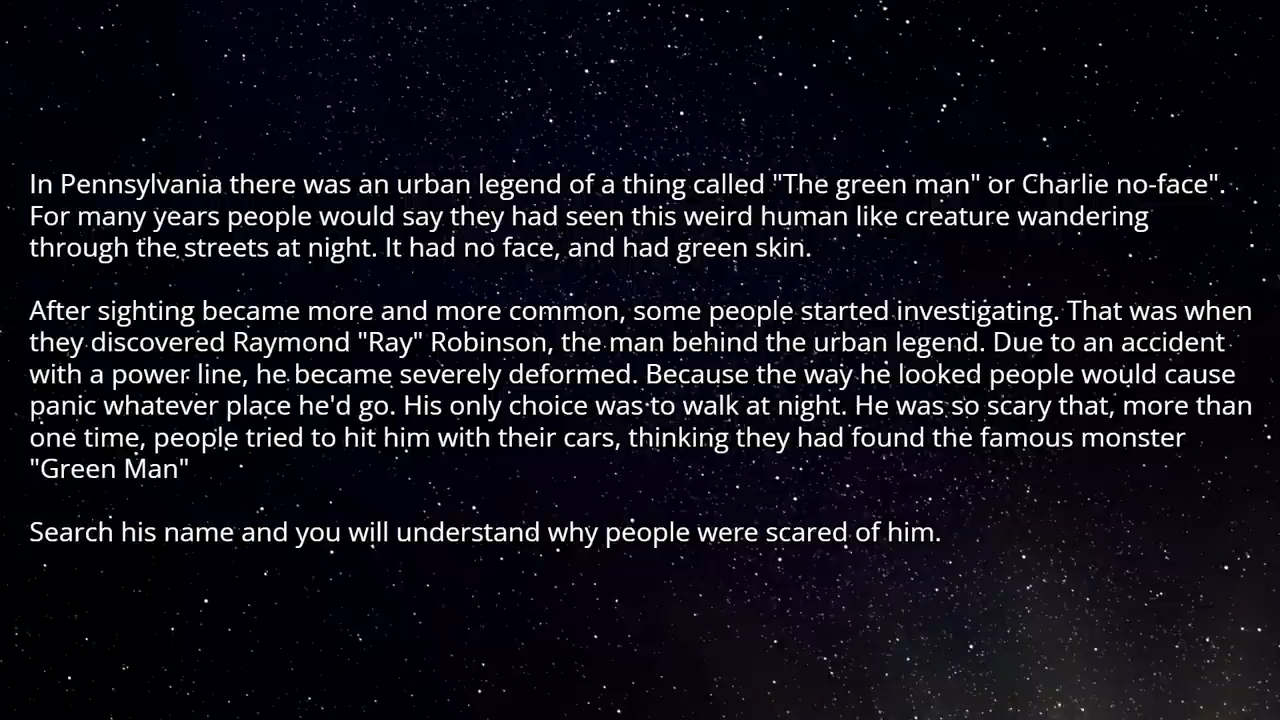 In Pennsylvania there was an urban legend of a thing called "The green man" or Charlie no-face".
For many years people would say they had seen this weird human like creature wandering
through the streets at night. It had no face, and had green skin.
After sighting became more and more common, some people started investigating. That was when
they discovered Raymond "Ray" Robinson, the man behind the urban legend. Due to an accident
with a power line, he became severely deformed. Because the way he looked people would cause
panic whatever place he'd go. His only choice was to walk at night. He was so scary that, more than
one time, people tried to hit him with their cars, thinking they had found the famous monster
"Green Man"
Search his name and you will understand why people were scared of him.